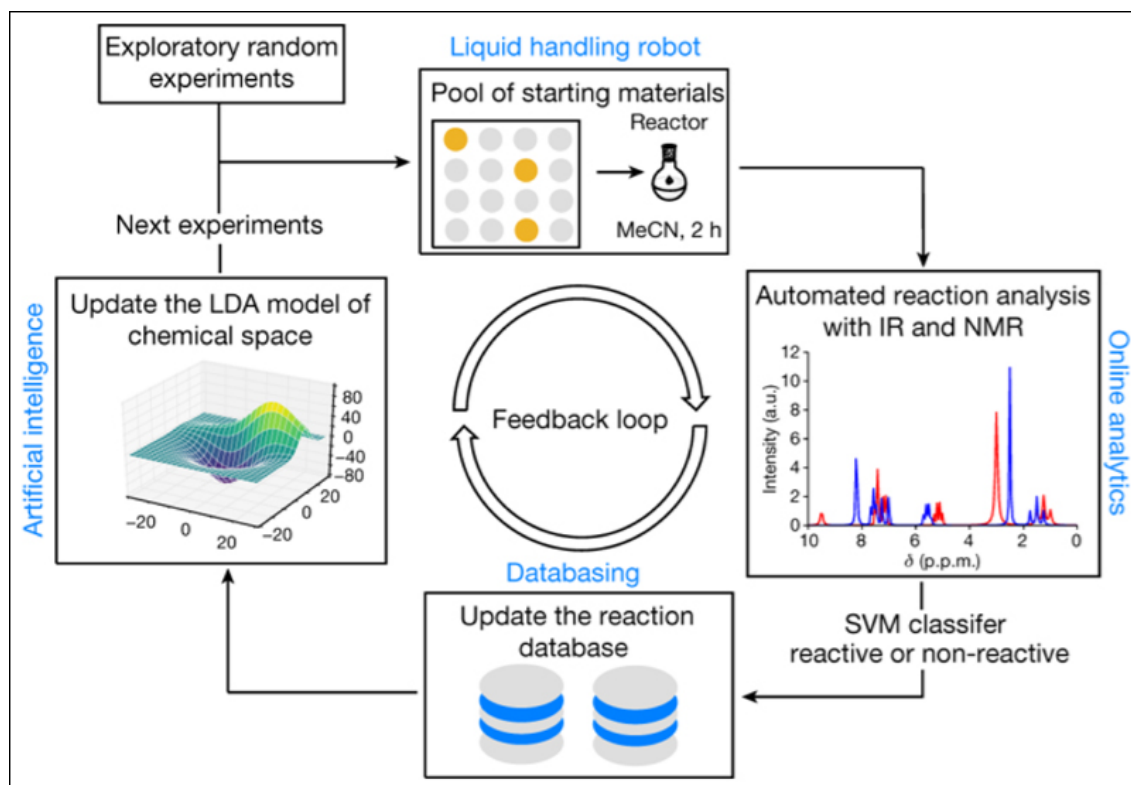 Exploratory random
experiments
Liquid handling robot
Pool of starting materials
Reactor
MeCN, 2 h
Next experiments
Artificial intelligence
Update the LDA model of
chemical space
80
40
0
−40
−80
−20
0
20
−20
0
20
Feedback loop
Automated reaction analysis
with IR and NMR
Online analytics
Intensity (a.u.)
12
10
8
6
4
2
0
10
8
6
4
2
0
δ (p.p.m.)
SVM classifer
reactive or non-reactive
Databasing
Update the reaction
database